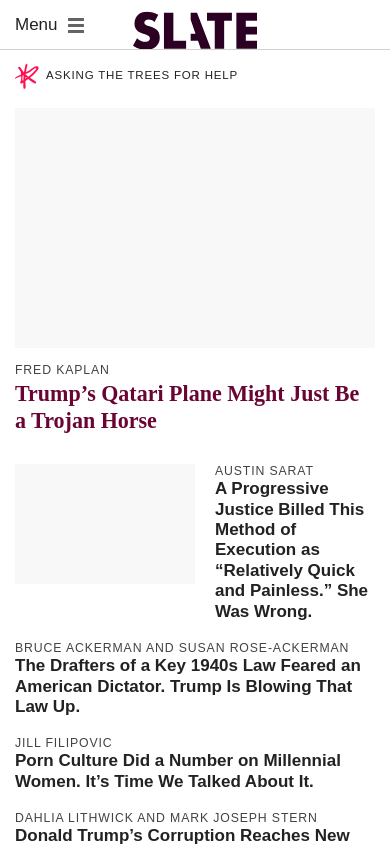 Menu
SLATE
ASKING THE TREES FOR HELP
FRED KAPLAN
Trump’s Qatari Plane Might Just Be
a Trojan Horse
AUSTIN SARAT
A Progressive
Justice Billed This
Method of
Execution as
“Relatively Quick
and Painless.” She
Was Wrong.
BRUCE ACKERMAN AND SUSAN ROSE-ACKERMAN
The Drafters of a Key 1940s Law Feared an
American Dictator. Trump Is Blowing That
Law Up.
JILL FILIPOVIC
Porn Culture Did a Number on Millennial
Women. It’s Time We Talked About It.
DAHLIA LITHWICK AND MARK JOSEPH STERN
Donald Trump’s Corruption Reaches New